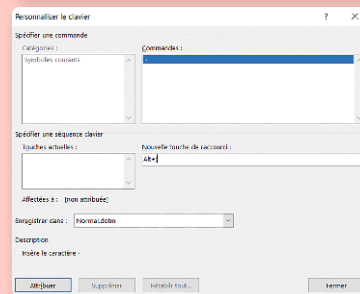 Personnaliser le clavier ? ×
Spécifier une commande
Catégories : Commandes :
Symboles courants -
Spécifier une séquence clavier
Touches actuelles : Nouvelle touche de raccourci :
Affectées à : [non attribuée]
Enregistrer dans : Normal.dotm
Description
Insère le caractère -
Attribuer Supprimer Rétablir tout... Fermer